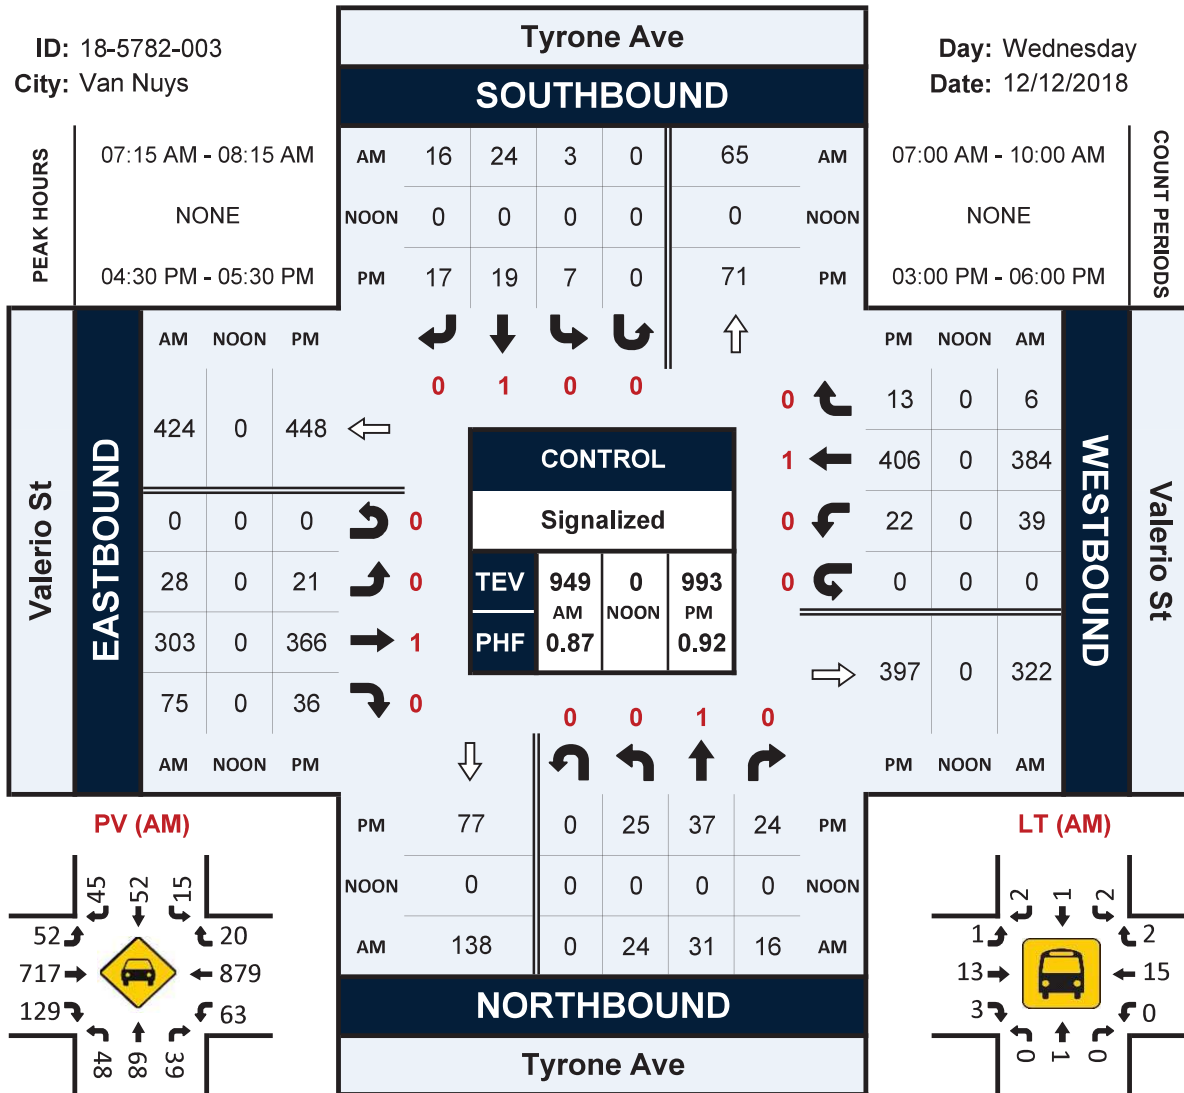 Tyrone Ave
ID: 18-5782-003
Day: Wednesday
City: Van Nuys
Date: 12/12/2018
SOUTHBOUND
PEAK HOURS
07:15 AM - 08:15 AM
NONE
04:30 PM - 05:30 PM
AM 16 24 3 0 65 AM
NOON 0 0 0 0 0 NOON
PM 17 19 7 0 71 PM
07:00 AM - 10:00 AM
NONE
03:00 PM - 06:00 PM
COUNT PERIODS
0 1 0 0
Valerio St
EASTBOUND
AM NOON PM
424 0 448
0 0 0 0
28 0 21 0
303 0 366 1
75 0 36 0
AM NOON PM
CONTROL
Signalized
TEV 949 0 993
AM NOON PM
PHF 0.87 0.92
PM NOON AM
0 13 0 6
1 406 0 384
0 22 0 39
0 0 0 0
397 0 322
PM NOON AM
WESTBOUND
Valerio St
0 0 1 0
PM 77 0 25 37 24 PM
NOON 0 0 0 0 0 NOON
AM 138 0 24 31 16 AM
NORTHBOUND
Tyrone Ave
PV (AM)
45 52 15
52 20
717 879
129 63
48 68 39
LT (AM)
2 1 2
1 2
13 15
3 0
0 1 0